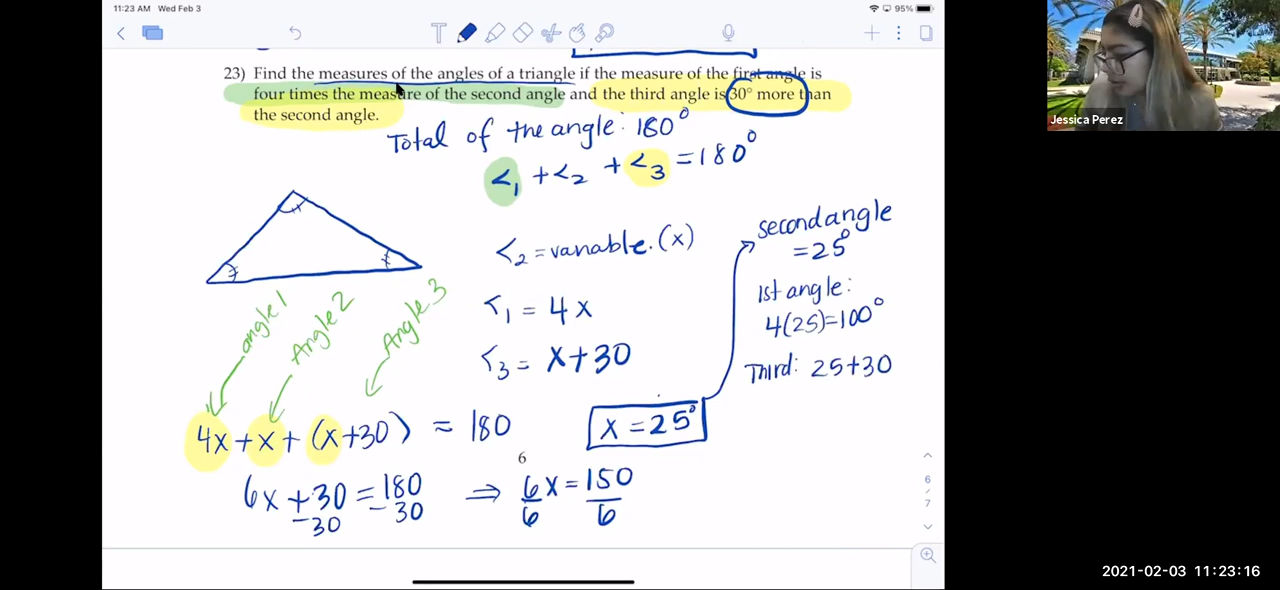 11:23 AM Wed Feb 3
95%
23) Find the measures of the angles of a triangle if the measure of the first angle is
four times the measure of the second angle and the third angle is 30° more than
the second angle.
Total of the angle: 180°
<1 + <2 + <3 = 180°
<2 = variable. (x)
<1 = 4x
<3 = x+30
second angle
= 25°
1st angle:
4(25)=100°
Third: 25+30
angle 1
Angle 2
Angle 3
4x + x + (x+30) = 180
x = 25°
6
6x + 30 = 180
-30 -30
⇒ 6x = 150
6 6
6
/
7
Jessica Perez
2021-02-03 11:23:16